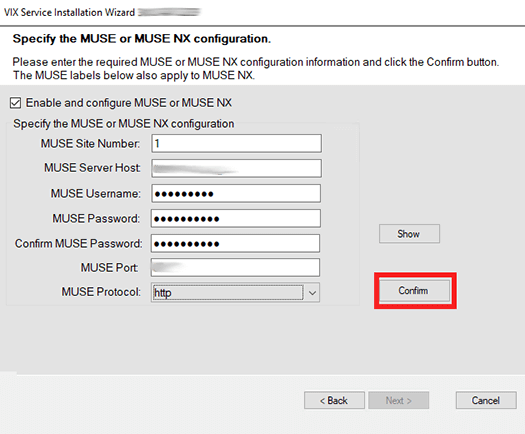 VIX Service Installation Wizard
Specify the MUSE or MUSE NX configuration.
Please enter the required MUSE or MUSE NX configuration information and click the Confirm button.
The MUSE labels below also apply to MUSE NX.
Enable and configure MUSE or MUSE NX
Specify the MUSE or MUSE NX configuration
MUSE Site Number: 1
MUSE Server Host:
MUSE Username: ●●●●●●●●●
MUSE Password: ●●●●●●●●●●
Show
Confirm MUSE Password: ●●●●●●●●●●
MUSE Port:
MUSE Protocol: http
Confirm
< Back Next > Cancel